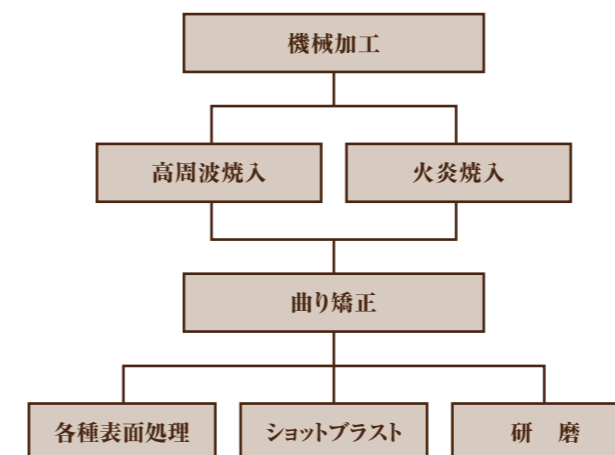 機械加工
高周波焼入
火炎焼入
曲り矯正
各種表面処理
ショットブラスト
研　磨